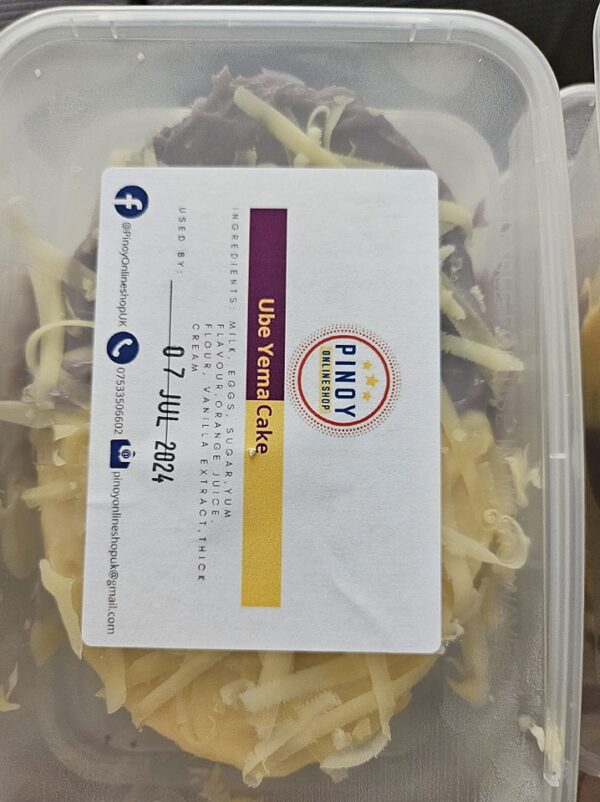 PINOY
ONLINESHOP
Ube Yema Cake
INGREDIENTS: MILK, EGGS, SUGAR, YUM
FLAVOUR, ORANGE JUICE,
FLOUR, VANILLA EXTRACT, THICK
CREAM
USED BY: 07 JUL 2024
@PinoyOnlineshopUK 07533506602 pinoyonlineshopuk@gmail.com